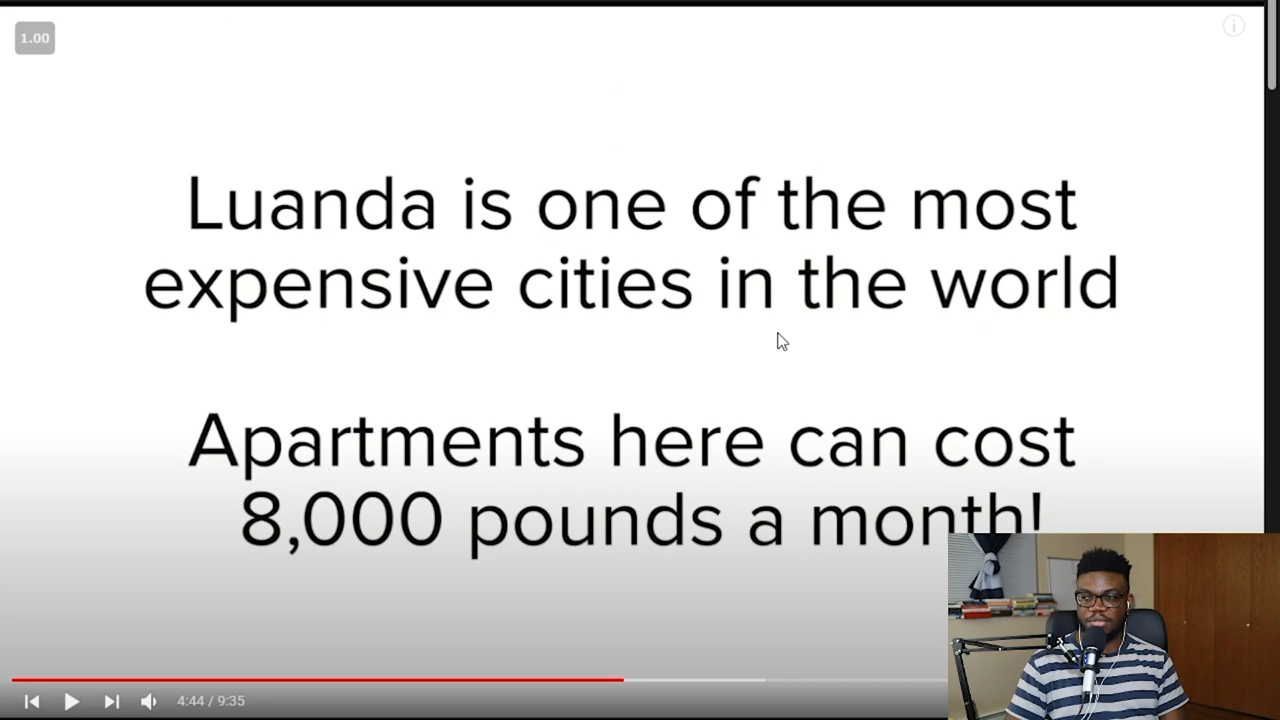 1.00
Luanda is one of the most
expensive cities in the world
Apartments here can cost
8,000 pounds a month!
4:44 / 9:35